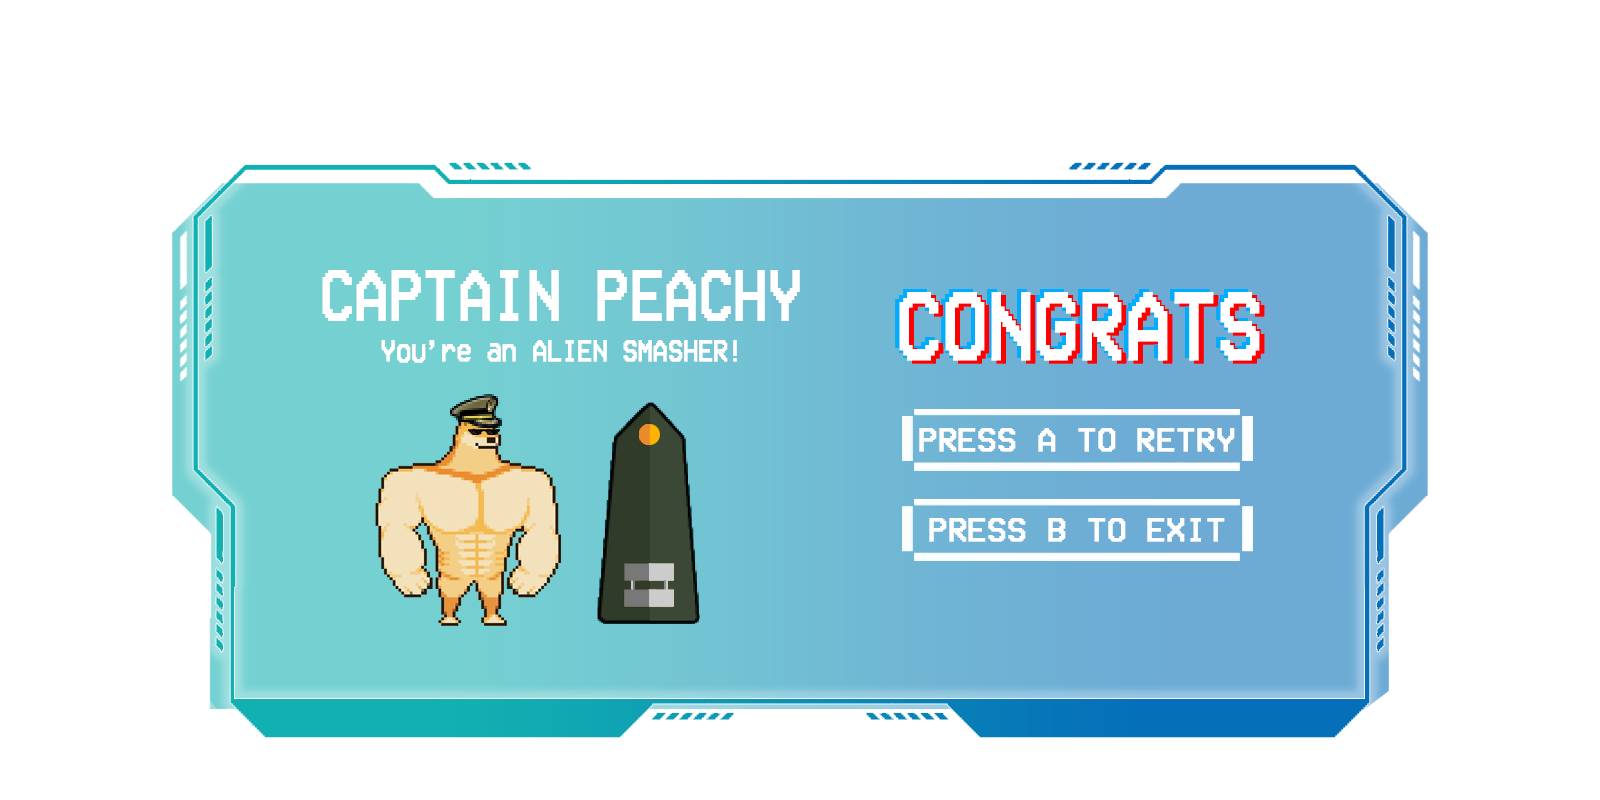 CAPTAIN PEACHY
You're an ALIEN SMASHER!
CONGRATS
PRESS A TO RETRY
PRESS B TO EXIT